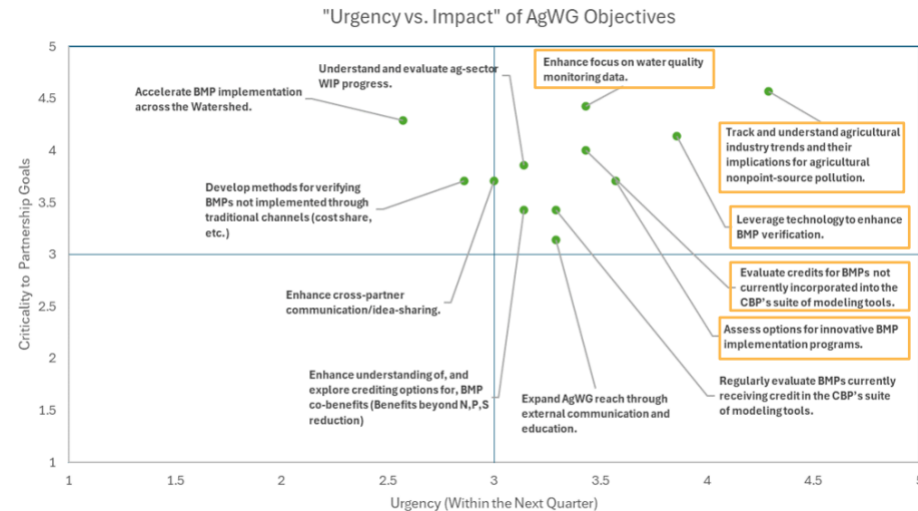 "Urgency vs. Impact" of AgWG Objectives
5
4.5
4
3.5
3
2.5
2
1.5
1
Criticality to Partnership Goals
Accelerate BMP implementation
across the Watershed.
Understand and evaluate ag-sector
WIP progress.
Enhance focus on water quality
monitoring data.
Track and understand agricultural
industry trends and their
implications for agricultural
nonpoint-source pollution.
Develop methods for verifying
BMPs not implemented through
traditional channels (cost share,
etc.)
Leverage technology to enhance
BMP verification.
Enhance cross-partner
communication/idea-sharing.
Evaluate credits for BMPs not
currently incorporated into the
CBP's suite of modeling tools.
Assess options for innovative BMP
implementation programs.
Enhance understanding of, and
explore crediting options for, BMP
co-benefits (Benefits beyond N,P,S
reduction)
Expand AgWG reach through
external communication and
education.
Regularly evaluate BMPs currently
receiving credit in the CBP's suite
of modeling tools.
1
1.5
2
2.5
3
3.5
4
4.5
5
Urgency (Within the Next Quarter)